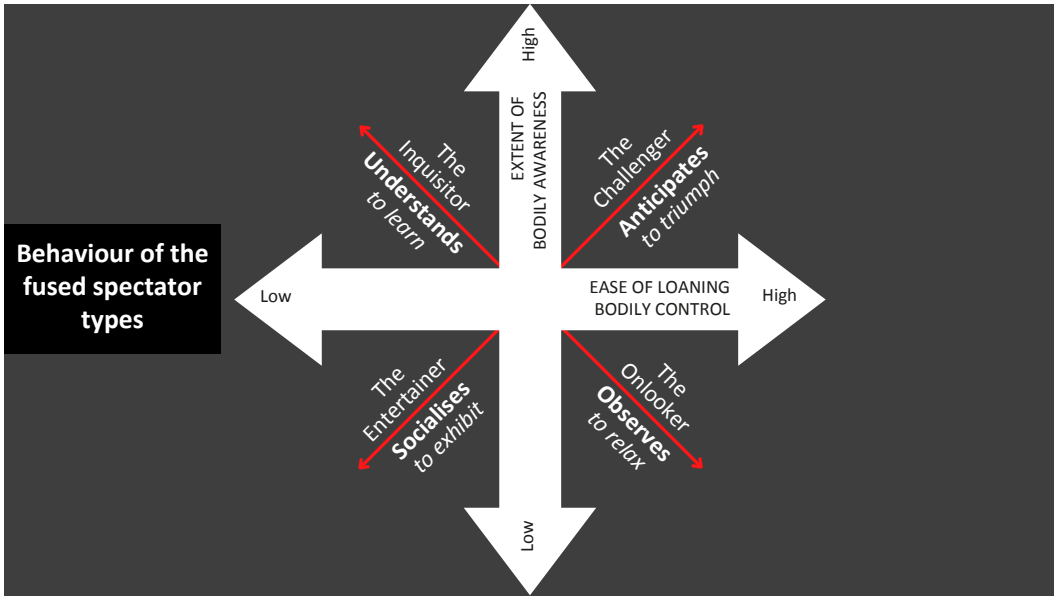 High
EXTENT OF
BODILY AWARENESS
The
Inquisitor
Understands
to learn
The
Challenger
Anticipates
to triumph
Behaviour of the
fused spectator
types
Low
EASE OF LOANING
BODILY CONTROL
High
The
Entertainer
Socialises
to exhibit
The
Onlooker
Observes
to relax
Low